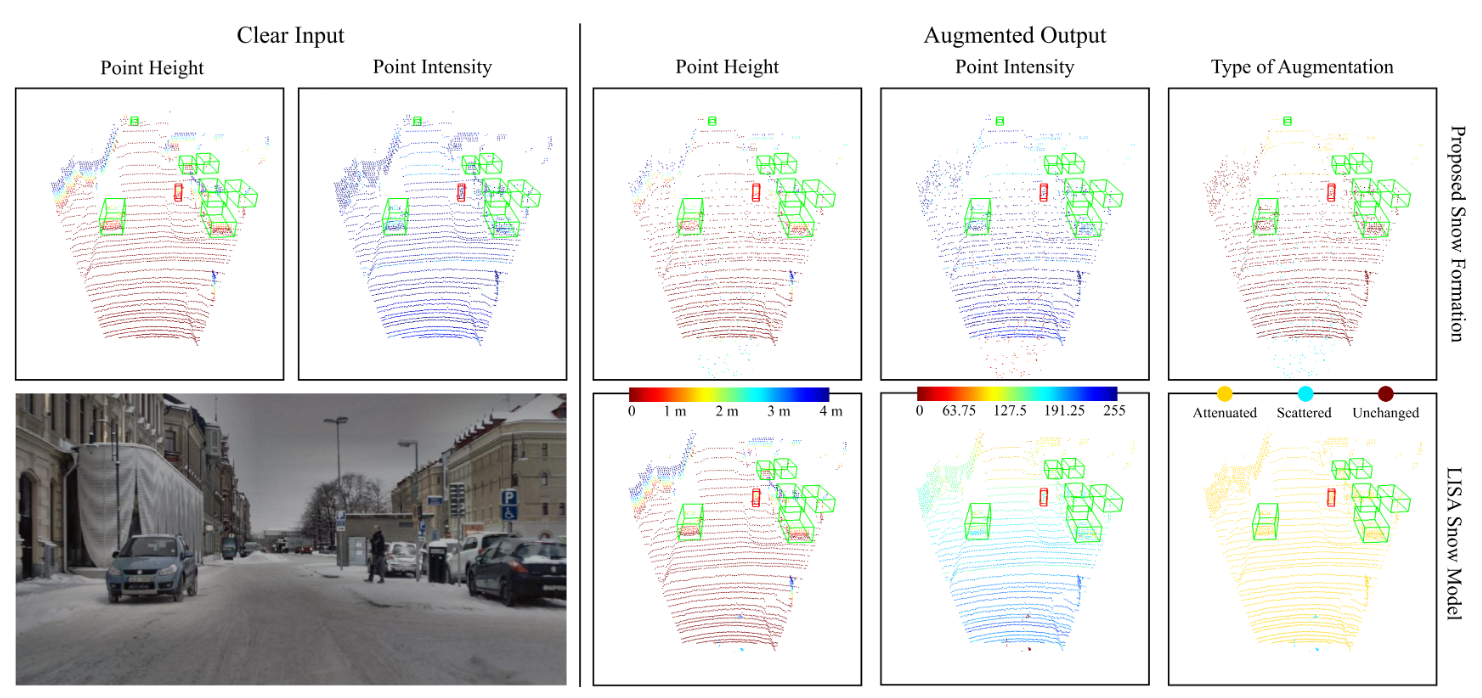 Clear Input
Augmented Output
Point Height
Point Intensity
Point Height
Point Intensity
Type of Augmentation
Proposed Snow Formation
0 1 m 2 m 3 m 4 m
0 63.75 127.5 191.25 255
Attenuated Scattered Unchanged
P
LISA Snow Model